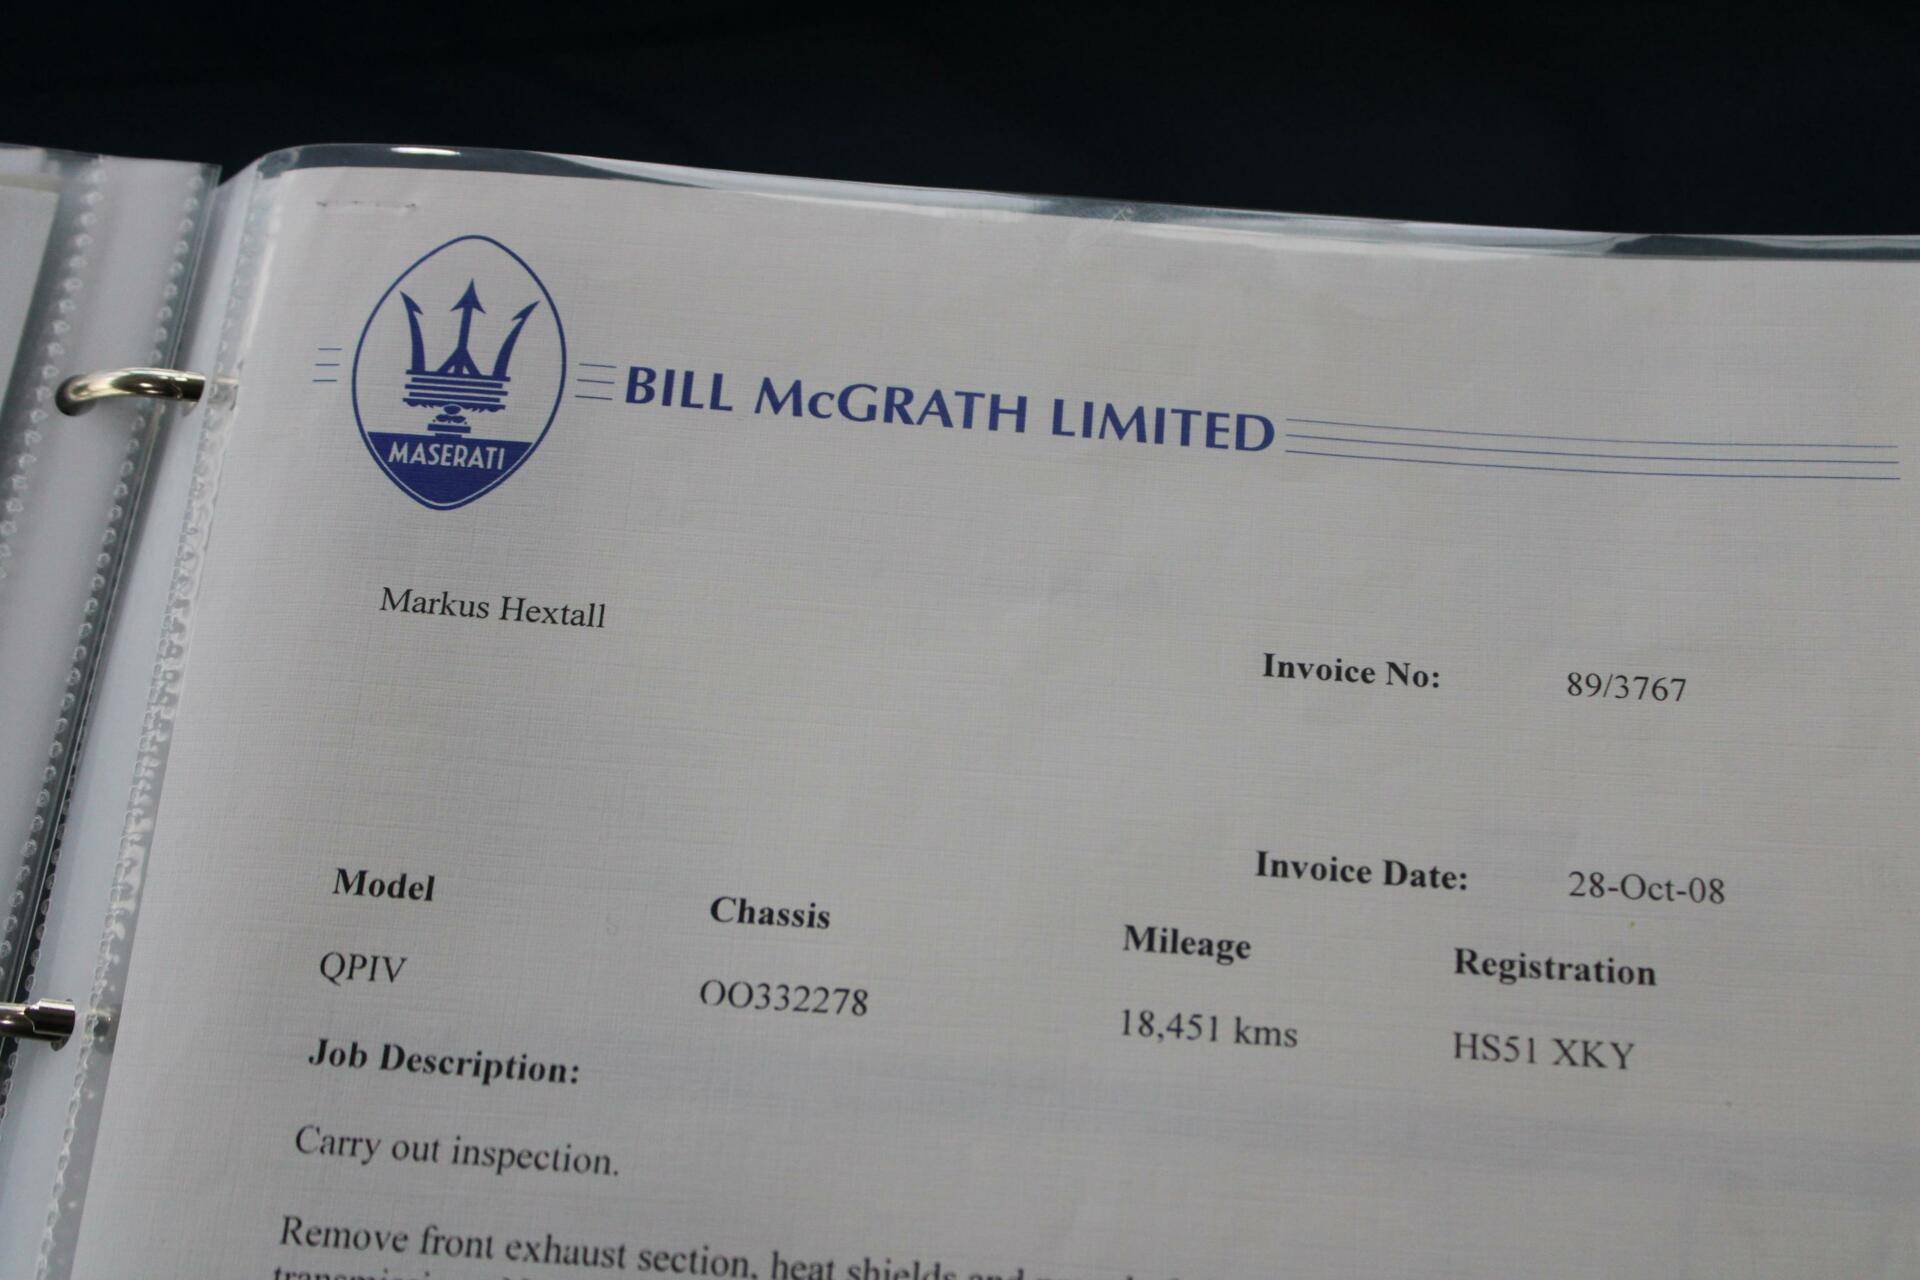 MASERATI
BILL McGRATH LIMITED
Markus Hextall
Invoice No: 89/3767
Invoice Date: 28-Oct-08
Model Chassis Mileage Registration
QPIV OO332278 18,451 kms HS51 XKY
Job Description:
Carry out inspection.
Remove front exhaust section, heat shields and